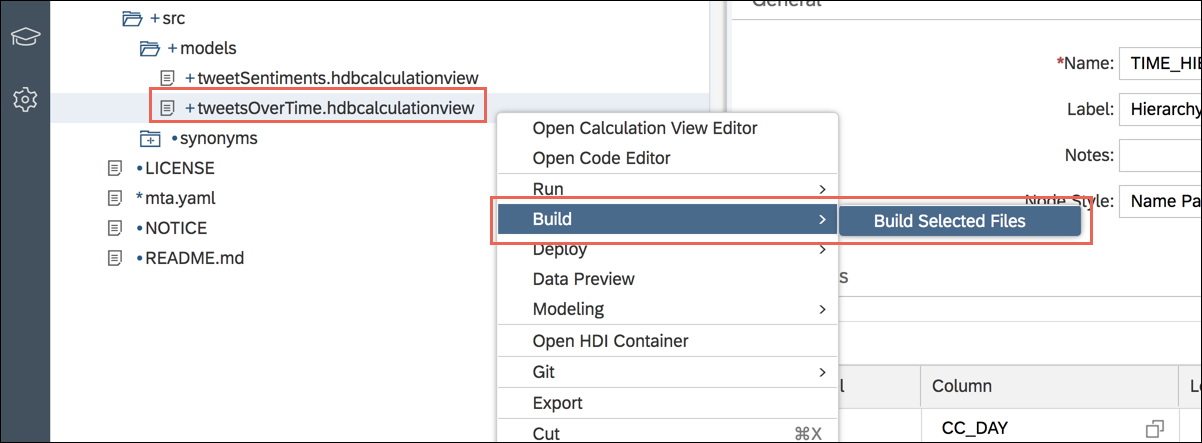 +src
+models
+tweetSentiments.hdbcalculationview
+tweetsOverTime.hdbcalculationview
•synonyms
•LICENSE
*mta.yaml
•NOTICE
•README.md
Open Calculation View Editor
Open Code Editor
Run
Build
Build Selected Files
Deploy
Data Preview
Modeling
Open HDI Container
Git
Export
Cut ⌘X
General
*Name: TIME_HIE
Label: Hierarchy
Notes:
Node Style: Name Pa
Column
CC_DAY